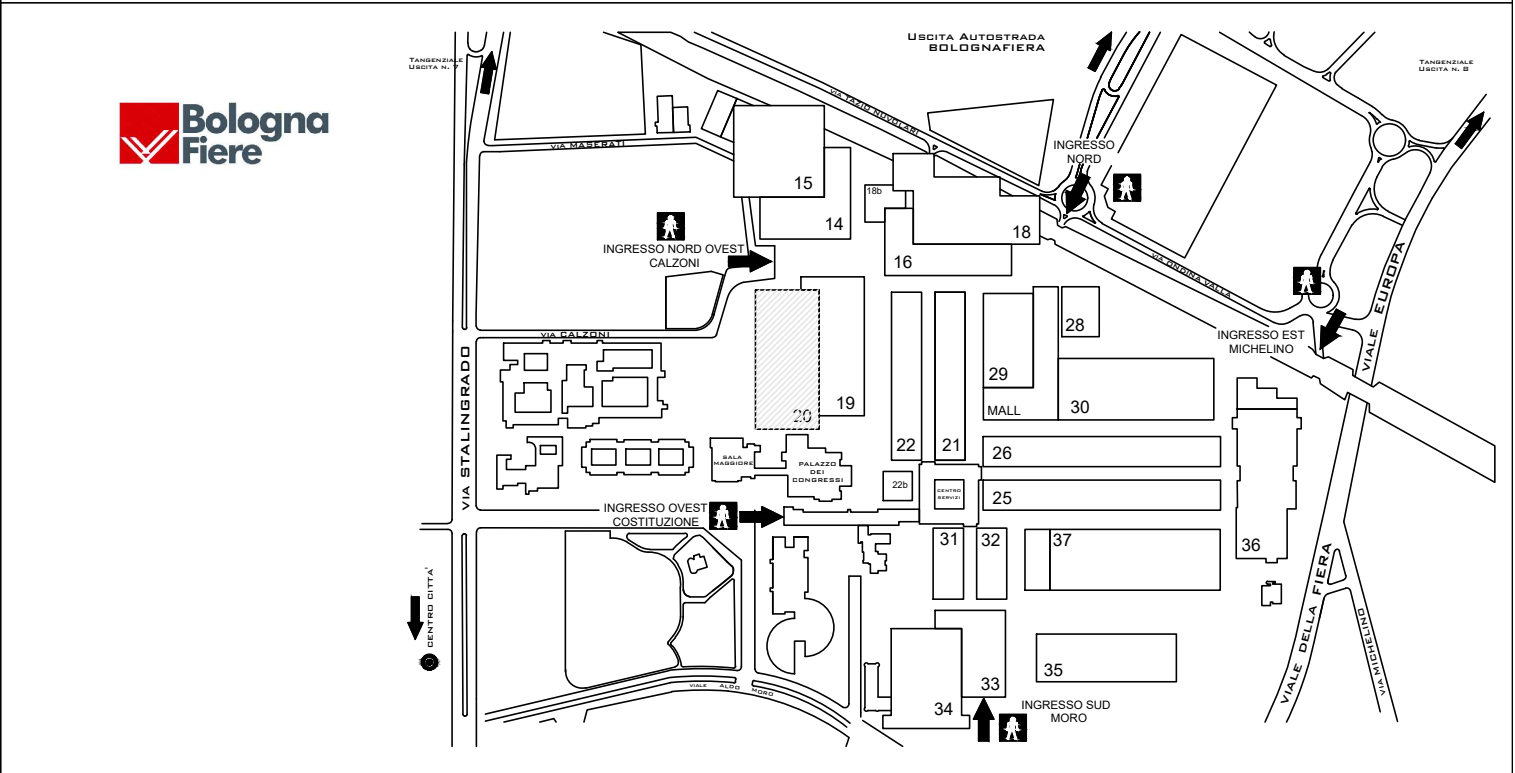 USCITA AUTOSTRADA
BOLOGNAFIERA
TANGENZIALE
USCITA N. 7
TANGENZIALE
USCITA N. 8
Bologna
Fiere
VIA TAZIO NUVOLARI
VIA MASERATI
INGRESSO
NORD
15
18b
14
18
INGRESSO NORD OVEST
CALZONI
16
VIA ONDINA VALLA
VIALE EUROPA
VIA CALZONI
28
INGRESSO EST
MICHELINO
VIA STALINGRADO
29
20
19
MALL
30
22
21
26
SALA
MAGGIORE
PALAZZO
DEI
CONGRESSI
22b
CENTRO
SERVIZI
25
INGRESSO OVEST
COSTITUZIONE
31
32
37
36
CENTRO CITTA'
VIALE DELLA FIERA
VIA MICHELINO
35
33
34
VIALE ALDO MORO
INGRESSO SUD
MORO